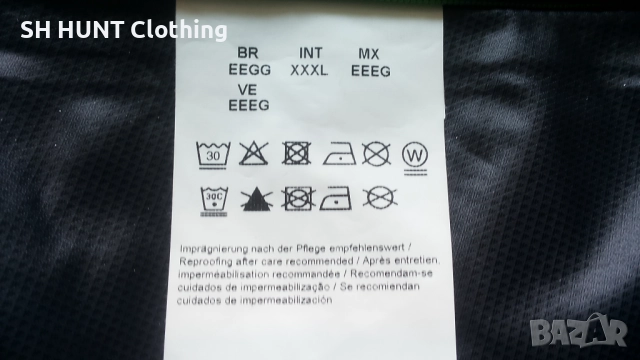 SH HUNT Clothing
BR INT MX
EEGG XXXL EEEG
VE
EEEG
30 W
30C
Imprägnierung nach der Pflege empfehlenswert /
Reproofing after care recommended / Après entretien,
imperméabilisation recommandée / Recomendam-se
cuidados de impermeabilização / Se recomiendan
cuidados de impermeabilización
BAZAR